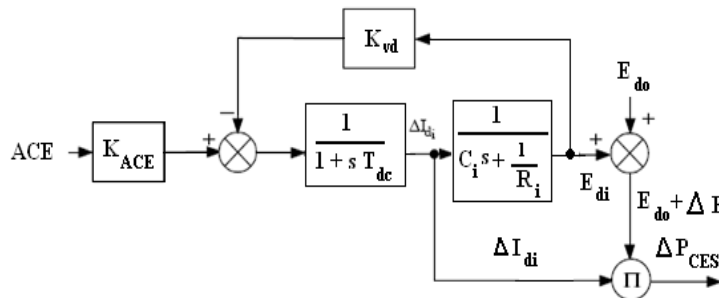 K_vd
E_do
−
+
ACE
K_ACE
+
1
1 + s T_dc
ΔI_di
1
C_i s + 1
R_i
+
E_di
E_do + Δ E
ΔI_di
ΔP_CES
Π